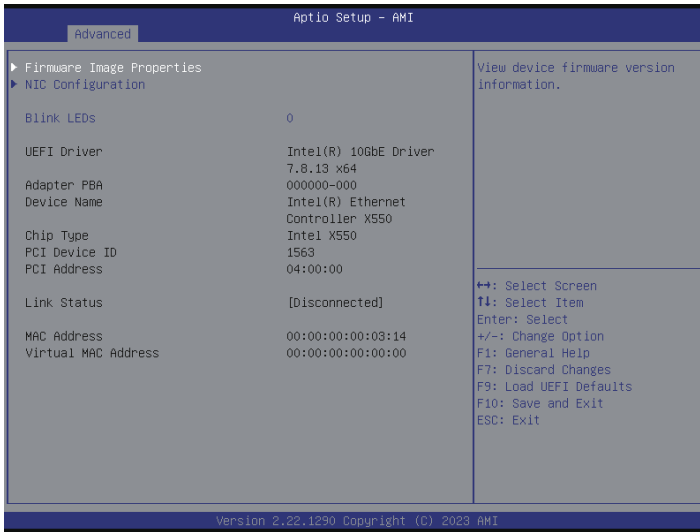 Aptio Setup – AMI
Advanced
Firmware Image Properties
NIC Configuration
Blink LEDs 0
UEFI Driver Intel(R) 10GbE Driver
7.8.13 x64
Adapter PBA 000000-000
Device Name Intel(R) Ethernet
Controller X550
Chip Type Intel X550
PCI Device ID 1563
PCI Address 04:00:00
Link Status [Disconnected]
MAC Address 00:00:00:00:03:14
Virtual MAC Address 00:00:00:00:00:00
View device firmware version
information.
↔: Select Screen
↑↓: Select Item
Enter: Select
+/-: Change Option
F1: General Help
F7: Discard Changes
F9: Load UEFI Defaults
F10: Save and Exit
ESC: Exit
Version 2.22.1290 Copyright (C) 2023 AMI